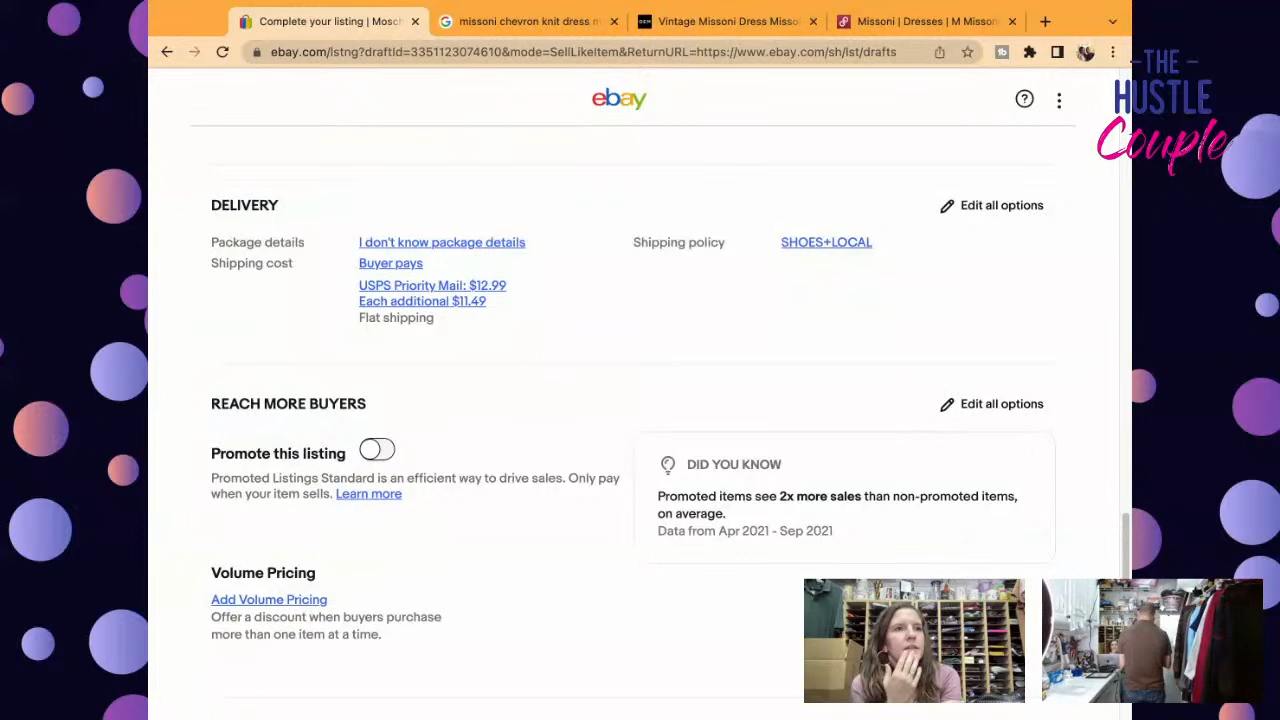 Complete your listing | Mosch
missoni chevron knit dress m
Vintage Missoni Dress Misso
Missoni | Dresses | M Misson
ebay.com/lstng?draftId=3351123074610&mode=SellLikeItem&ReturnURL=https://www.ebay.com/sh/lst/drafts
THE
HUSTLE
Couple
ebay
DELIVERY
Edit all options
Package details
I don't know package details
Shipping policy
SHOES+LOCAL
Shipping cost
Buyer pays
USPS Priority Mail: $12.99
Each additional $11.49
Flat shipping
REACH MORE BUYERS
Edit all options
Promote this listing
Promoted Listings Standard is an efficient way to drive sales. Only pay
when your item sells. Learn more
DID YOU KNOW
Promoted items see 2x more sales than non-promoted items,
on average.
Data from Apr 2021 - Sep 2021
Volume Pricing
Add Volume Pricing
Offer a discount when buyers purchase
more than one item at a time.